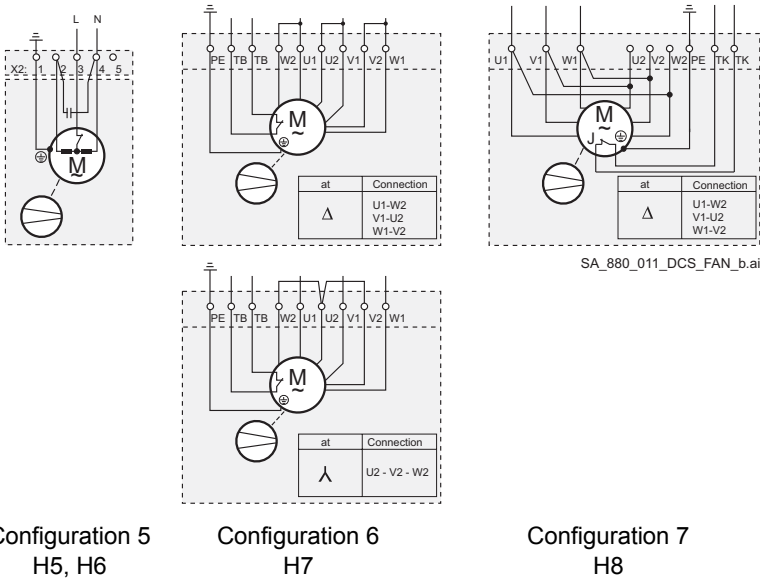 L N
X2: 1 2 3 4 5
M
~
PE TB TB W2 U1 U2 V1 V2 W1
M
~
at Connection
Δ U1-W2
V1-U2
W1-V2
U1 V1 W1 U2 V2 W2 PE TK TK
M
~
J
at Connection
Δ U1-W2
V1-U2
W1-V2
SA_880_011_DCS_FAN_b.ai
PE TB TB W2 U1 U2 V1 V2 W1
M
~
at Connection
U2 - V2 - W2
Configuration 6
Configuration 7
5
H5, H6
H7
H8